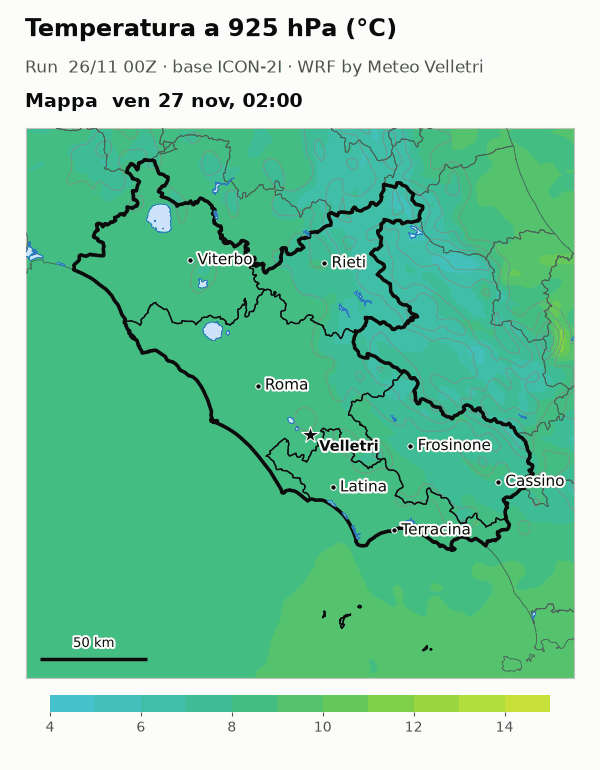 Temperatura a 925 hPa (°C)
Run  26/11 00Z · base ICON-2I · WRF by Meteo Velletri
Mappa  ven 27 nov, 02:00
Viterbo
Rieti
Roma
Velletri
Frosinone
Cassino
Latina
Terracina
50 km
4 6 8 10 12 14